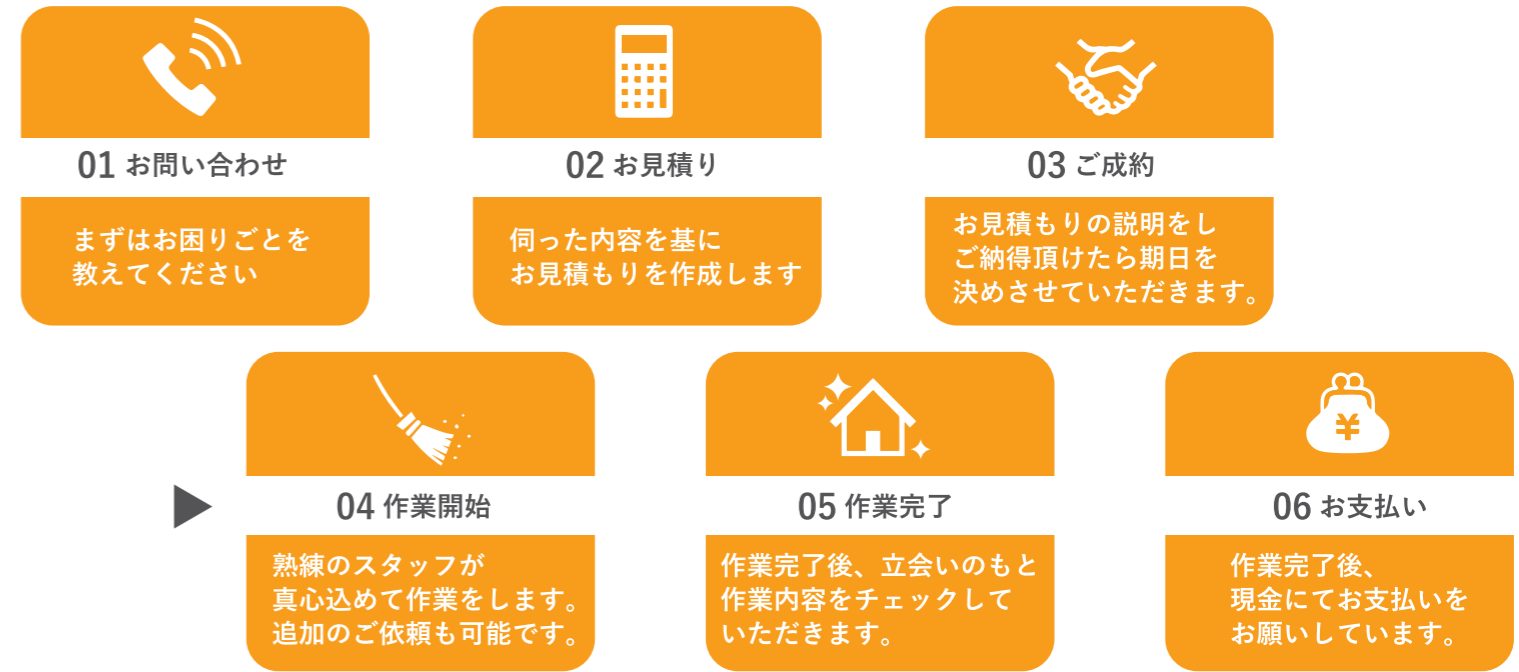 01 お問い合わせ
まずはお困りごとを
教えてください
02 お見積り
伺った内容を基に
お見積もりを作成します
03 ご成約
お見積もりの説明をし
ご納得頂けたら期日を
決めさせていただきます。
04 作業開始
熟練のスタッフが
真心込めて作業をします。
追加のご依頼も可能です。
05 作業完了
作業完了後、立会いのもと
作業内容をチェックして
いただきます。
¥
06 お支払い
作業完了後、
現金にてお支払いを
お願いしています。